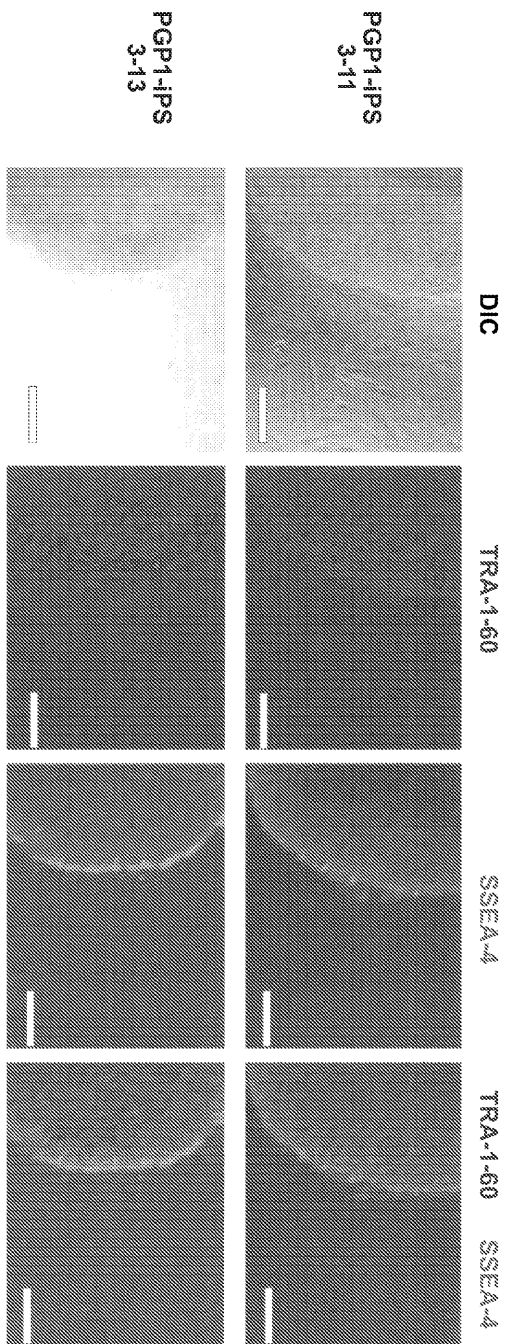 DIC
TRA-1-60
SSEA-4
TRA-1-60 SSEA-4
PGP1-iPS
3-11
PGP1-iPS
3-13